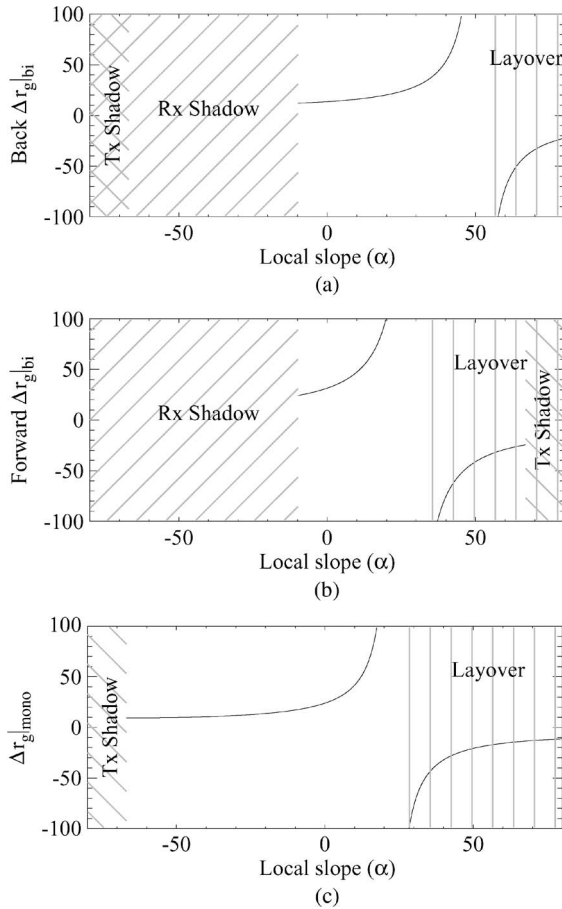 100
50
0
-50
-100
Back Δr_g|bi
Tx Shadow
Rx Shadow
Layover
-50 0 50
Local slope (α)
(a)
100
50
0
-50
-100
Forward Δr_g|bi
Rx Shadow
Layover
Tx Shadow
-50 0 50
Local slope (α)
(b)
100
50
0
-50
-100
Δr_g|mono
Tx Shadow
Layover
-50 0 50
Local slope (α)
(c)